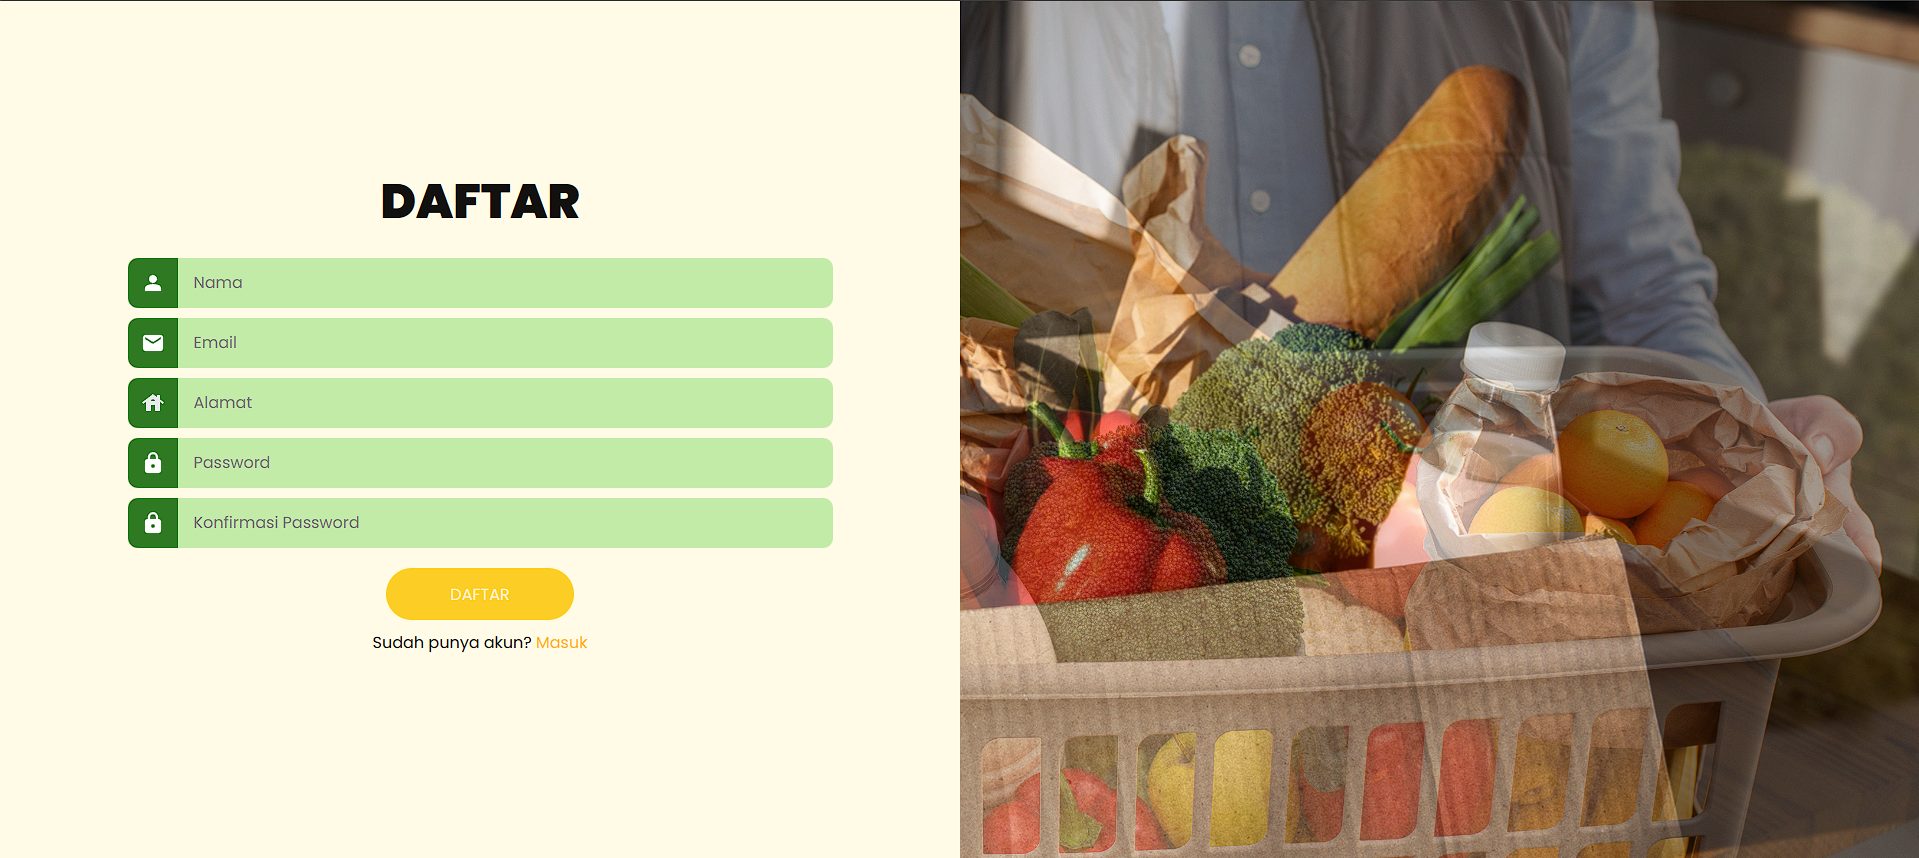 DAFTAR
Nama
Email
Alamat
Password
Konfirmasi Password
DAFTAR
Sudah punya akun? Masuk